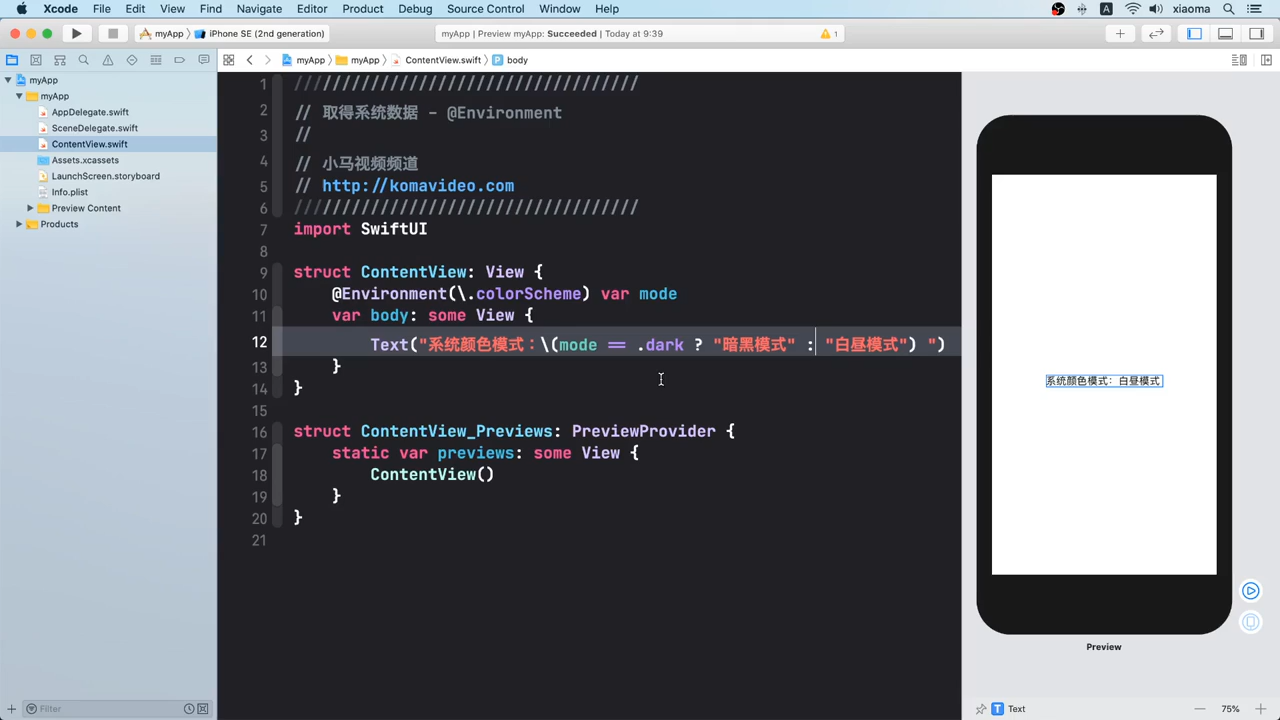 Xcode File Edit View Find Navigate Editor Product Debug Source Control Window Help A xiaoma
myApp › iPhone SE (2nd generation) myApp | Preview myApp: Succeeded | Today at 9:39 1
myApp › myApp › ContentView.swift › P body
myApp
myApp
AppDelegate.swift
SceneDelegate.swift
ContentView.swift
Assets.xcassets
LaunchScreen.storyboard
Info.plist
Preview Content
Products
1 ////////////////////////////////////
2 // 取得系统数据 - @Environment
3 //
4 // 小马视频频道
5 // http://komavideo.com
6 ////////////////////////////////////
7 import SwiftUI
8
9 struct ContentView: View {
10 @Environment(\.colorScheme) var mode
11 var body: some View {
12 Text("系统颜色模式：\(mode == .dark ? "暗黑模式" : "白昼模式") ")
13 }
14 }
15
16 struct ContentView_Previews: PreviewProvider {
17 static var previews: some View {
18 ContentView()
19 }
20 }
21
系统颜色模式：白昼模式
Preview
Filter
T Text 75%